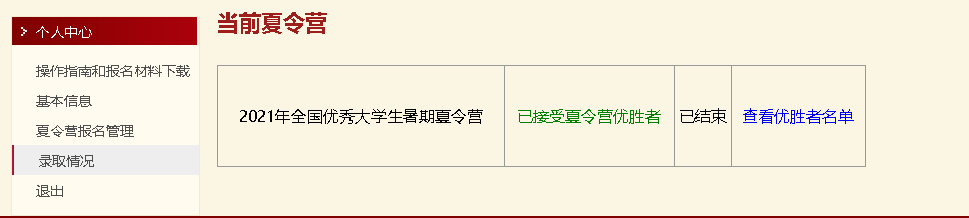 个人中心
操作指南和报名材料下载
基本信息
夏令营报名管理
录取情况
退出
当前夏令营
2021年全国优秀大学生暑期夏令营 已接受夏令营优胜者 已结束 查看优胜者名单